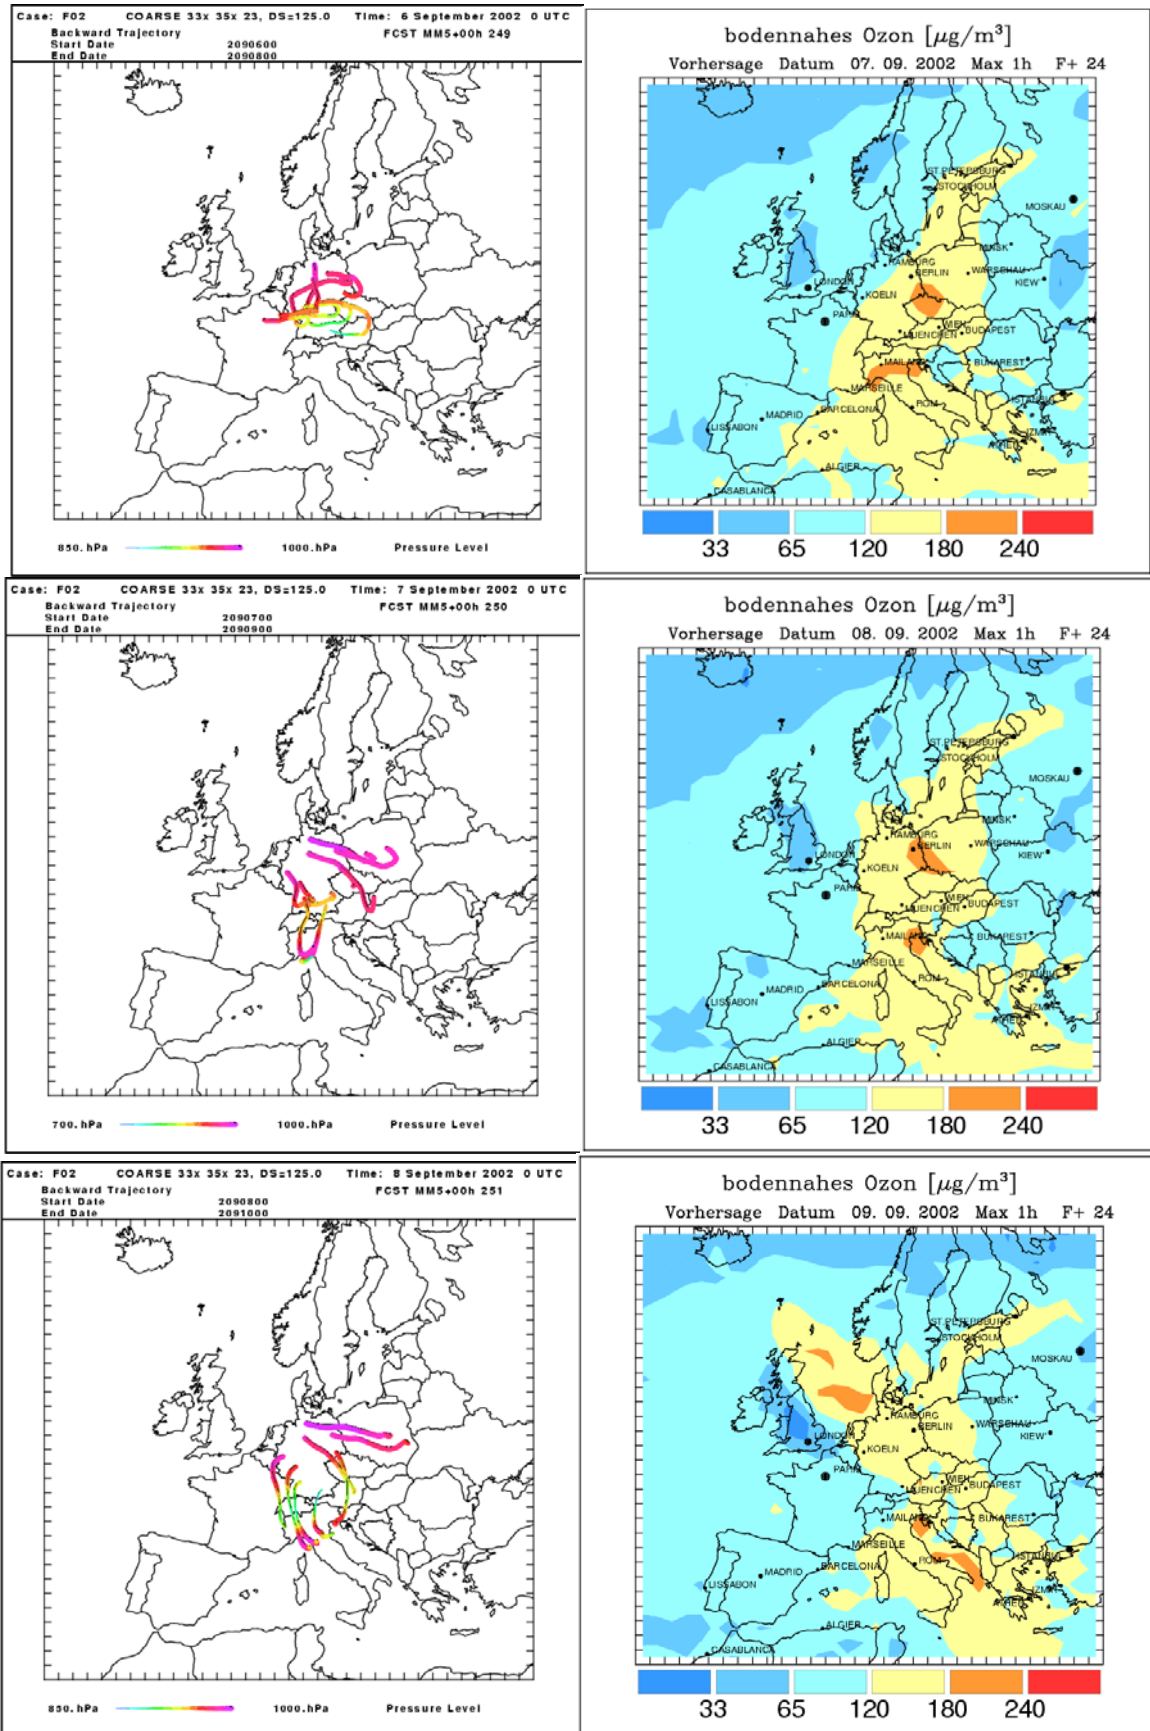 Case: F02 COARSE 33x 35x 23, DS=125.0 Time: 6 September 2002 0 UTC
Backward Trajectory FCST MM5+00h 249
Start Date 2090600
End Date 2090800
850.hPa 1000.hPa Pressure Level
bodennahes Ozon [μg/m³]
Vorhersage Datum 07. 09. 2002 Max 1h F+ 24
ST.PETERSBURG
STOCKHOLM
MOSKAU
MINSK
HAMBURG
BERLIN
WARSCHAU
KIEW
LONDON
KOELN
PARIS
WIEN
MUENCHEN
BUDAPEST
MAILAND
BUKAREST
MARSEILLE
ISTANBUL
ROM
BARCELONA
MADRID
LISSABON
IZMIR
ATHEN
ALGIER
CASABLANCA
33 65 120 180 240
Case: F02 COARSE 33x 35x 23, DS=125.0 Time: 7 September 2002 0 UTC
Backward Trajectory FCST MM5+00h 250
Start Date 2090700
End Date 2090900
700.hPa 1000.hPa Pressure Level
bodennahes Ozon [μg/m³]
Vorhersage Datum 08. 09. 2002 Max 1h F+ 24
ST.PETERSBURG
STOCKHOLM
MOSKAU
MINSK
HAMBURG
BERLIN
WARSCHAU
KIEW
LONDON
KOELN
PARIS
WIEN
MUENCHEN
BUDAPEST
MAILAND
BUKAREST
MARSEILLE
ISTANBUL
ROM
BARCELONA
MADRID
LISSABON
IZMIR
ATHEN
ALGIER
CASABLANCA
33 65 120 180 240
Case: F02 COARSE 33x 35x 23, DS=125.0 Time: 8 September 2002 0 UTC
Backward Trajectory FCST MM5+00h 251
Start Date 2090800
End Date 2091000
850.hPa 1000.hPa Pressure Level
bodennahes Ozon [μg/m³]
Vorhersage Datum 09. 09. 2002 Max 1h F+ 24
ST.PETERSBURG
STOCKHOLM
MOSKAU
MINSK
HAMBURG
BERLIN
WARSCHAU
KIEW
LONDON
KOELN
PARIS
WIEN
MUENCHEN
BUDAPEST
MAILAND
BUKAREST
MARSEILLE
ISTANBUL
ROM
BARCELONA
MADRID
LISSABON
IZMIR
ATHEN
ALGIER
CASABLANCA
33 65 120 180 240